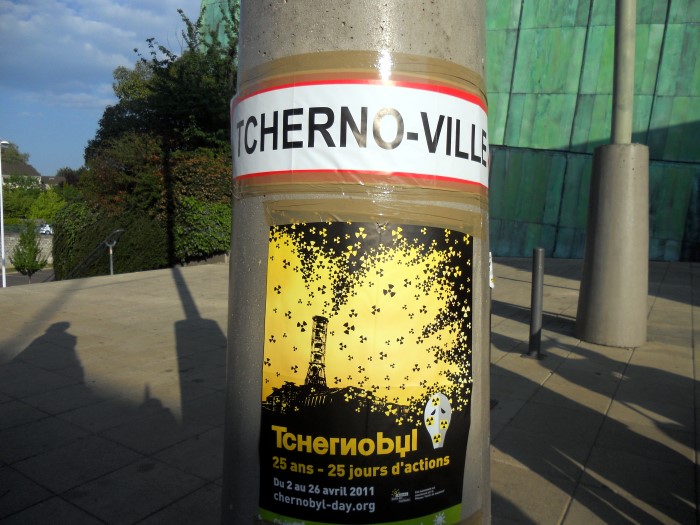 TCHERNO-VILLE
Tchernobyl
25 ans - 25 jours d'actions
Du 2 au 26 avril 2011
chernobyl-day.org